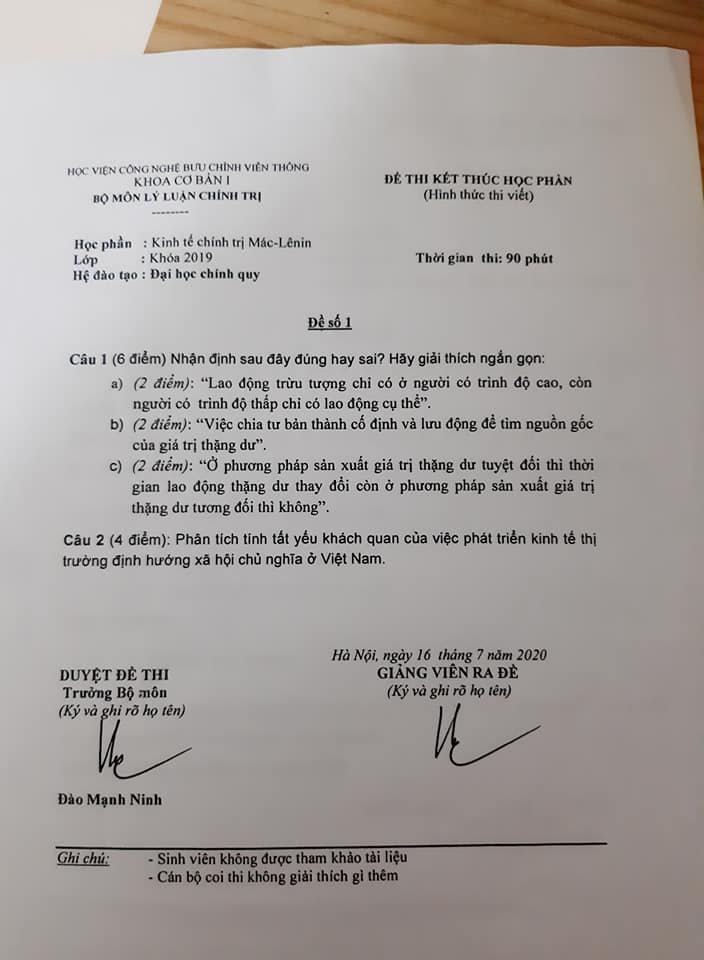 HỌC VIỆN CÔNG NGHỆ BƯU CHÍNH VIỄN THÔNG
KHOA CƠ BẢN I
BỘ MÔN LÝ LUẬN CHÍNH TRỊ
--------
ĐỀ THI KẾT THÚC HỌC PHẦN
(Hình thức thi viết)
Học phần : Kinh tế chính trị Mác-Lênin
Lớp : Khóa 2019
Hệ đào tạo : Đại học chính quy
Thời gian thi: 90 phút
Đề số 1
Câu 1 (6 điểm) Nhận định sau đây đúng hay sai? Hãy giải thích ngắn gọn:
a) (2 điểm): “Lao động trừu tượng chỉ có ở người có trình độ cao, còn
người có trình độ thấp chỉ có lao động cụ thể”.
b) (2 điểm): “Việc chia tư bản thành cố định và lưu động để tìm nguồn gốc
của giá trị thặng dư”.
c) (2 điểm): “Ở phương pháp sản xuất giá trị thặng dư tuyệt đối thì thời
gian lao động thặng dư thay đổi còn ở phương pháp sản xuất giá trị
thặng dư tương đối thì không”.
Câu 2 (4 điểm): Phân tích tính tất yếu khách quan của việc phát triển kinh tế thị
trường định hướng xã hội chủ nghĩa ở Việt Nam.
Hà Nội, ngày 16 tháng 7 năm 2020
DUYỆT ĐỀ THI
Trưởng Bộ môn
(Ký và ghi rõ họ tên)
GIẢNG VIÊN RA ĐỀ
(Ký và ghi rõ họ tên)
Đào Mạnh Ninh
Ghi chú: - Sinh viên không được tham khảo tài liệu
- Cán bộ coi thi không giải thích gì thêm